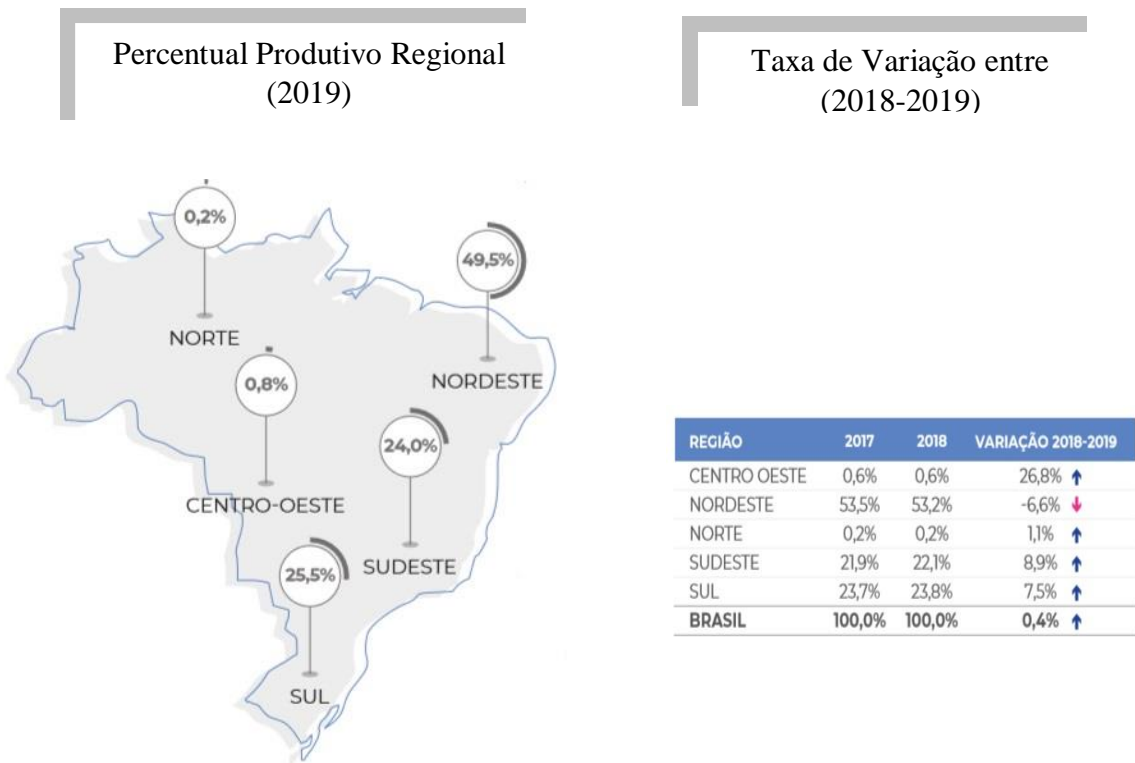 Percentual Produtivo Regional
(2019)
Taxa de Variação entre
(2018-2019)
0,2%
NORTE
49,5%
NORDESTE
0,8%
CENTRO-OESTE
24,0%
SUDESTE
25,5%
SUL
REGIÃO 2017 2018 VARIAÇÃO 2018-2019
CENTRO OESTE 0,6% 0,6% 26,8% ↑
NORDESTE 53,5% 53,2% -6,6% ↓
NORTE 0,2% 0,2% 1,1% ↑
SUDESTE 21,9% 22,1% 8,9% ↑
SUL 23,7% 23,8% 7,5% ↑
BRASIL 100,0% 100,0% 0,4% ↑